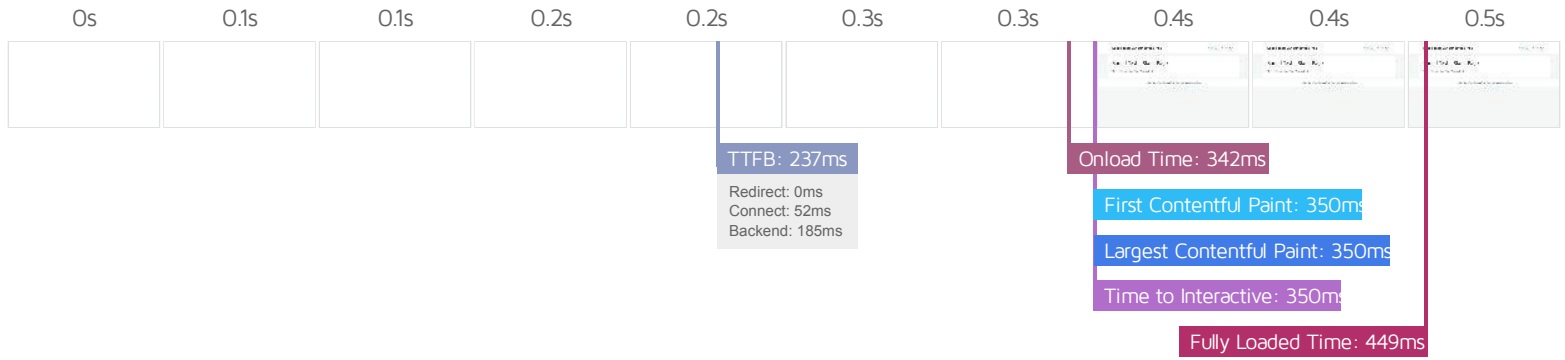 0s 0.1s 0.1s 0.2s 0.2s 0.3s 0.3s 0.4s 0.4s 0.5s
TTFB: 237ms
Redirect: 0ms
Connect: 52ms
Backend: 185ms
Onload Time: 342ms
First Contentful Paint: 350ms
Largest Contentful Paint: 350ms
Time to Interactive: 350ms
Fully Loaded Time: 449ms